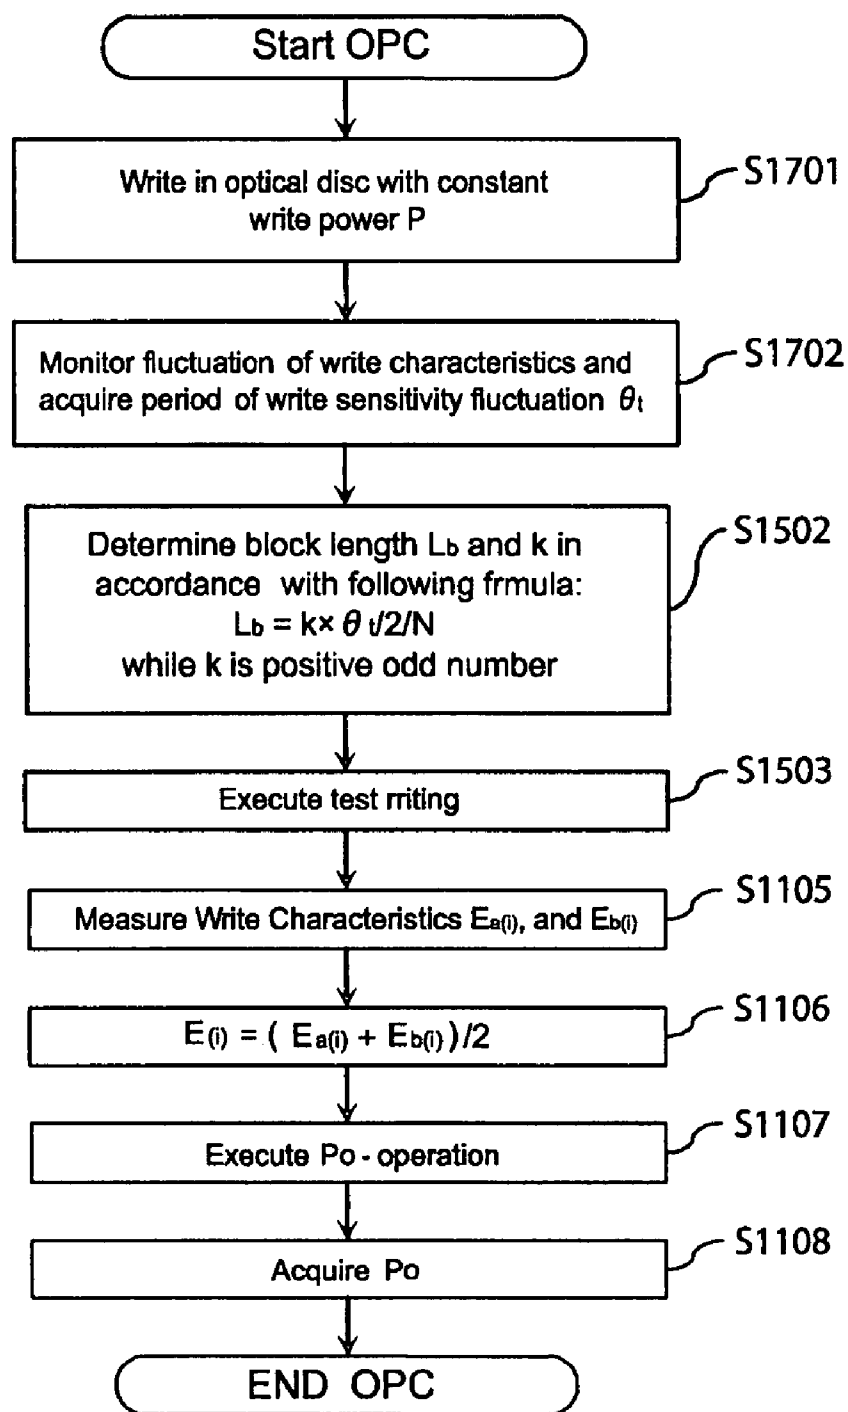 Start OPC
Write in optical disc with constant
write power P
S1701
Monitor fluctuation of write characteristics and
acquire period of write sensitivity fluctuation θt
S1702
Determine block length Lb and k in
accordance with following frmula:
Lb = k× θt/2/N
while k is positive odd number
S1502
Execute test rriting
S1503
Measure Write Characteristics Ea(i), and Eb(i)
S1105
E(i) = ( Ea(i) + Eb(i) )/2
S1106
Execute Po - operation
S1107
Acquire Po
S1108
END OPC